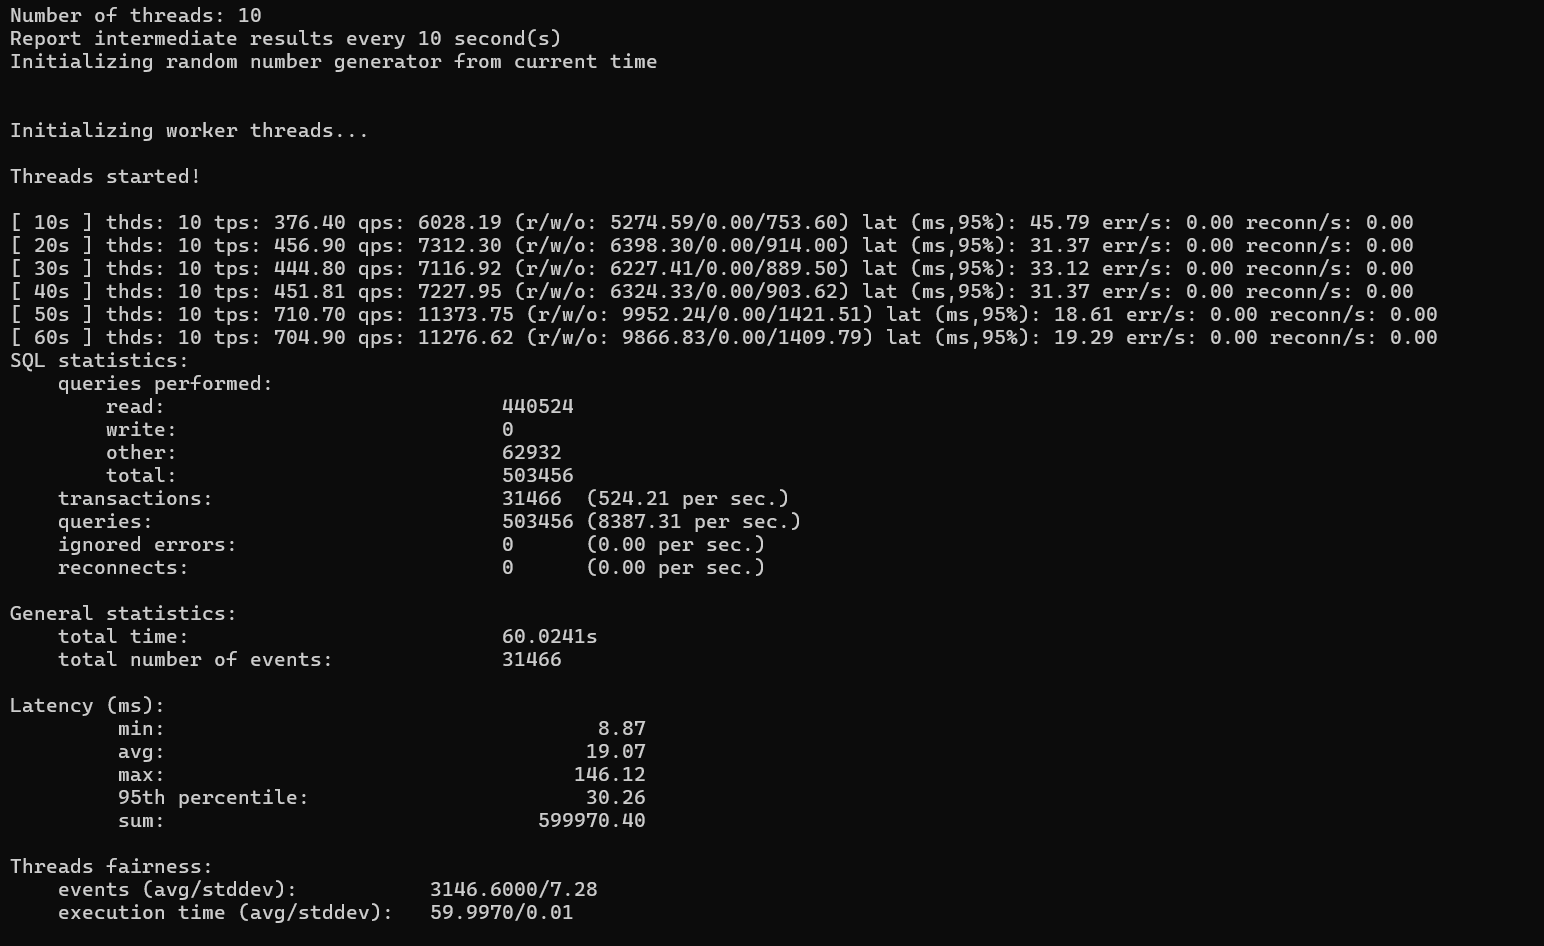 Number of threads: 10
Report intermediate results every 10 second(s)
Initializing random number generator from current time
Initializing worker threads...
Threads started!
[ 10s ] thds: 10 tps: 376.40 qps: 6028.19 (r/w/o: 5274.59/0.00/753.60) lat (ms,95%): 45.79 err/s: 0.00 reconn/s: 0.00
[ 20s ] thds: 10 tps: 456.90 qps: 7312.30 (r/w/o: 6398.30/0.00/914.00) lat (ms,95%): 31.37 err/s: 0.00 reconn/s: 0.00
[ 30s ] thds: 10 tps: 444.80 qps: 7116.92 (r/w/o: 6227.41/0.00/889.50) lat (ms,95%): 33.12 err/s: 0.00 reconn/s: 0.00
[ 40s ] thds: 10 tps: 451.81 qps: 7227.95 (r/w/o: 6324.33/0.00/903.62) lat (ms,95%): 31.37 err/s: 0.00 reconn/s: 0.00
[ 50s ] thds: 10 tps: 710.70 qps: 11373.75 (r/w/o: 9952.24/0.00/1421.51) lat (ms,95%): 18.61 err/s: 0.00 reconn/s: 0.00
[ 60s ] thds: 10 tps: 704.90 qps: 11276.62 (r/w/o: 9866.83/0.00/1409.79) lat (ms,95%): 19.29 err/s: 0.00 reconn/s: 0.00
SQL statistics:
queries performed:
read: 440524
write: 0
other: 62932
total: 503456
transactions: 31466 (524.21 per sec.)
queries: 503456 (8387.31 per sec.)
ignored errors: 0 (0.00 per sec.)
reconnects: 0 (0.00 per sec.)
General statistics:
total time: 60.0241s
total number of events: 31466
Latency (ms):
min: 8.87
avg: 19.07
max: 146.12
95th percentile: 30.26
sum: 599970.40
Threads fairness:
events (avg/stddev): 3146.6000/7.28
execution time (avg/stddev): 59.9970/0.01